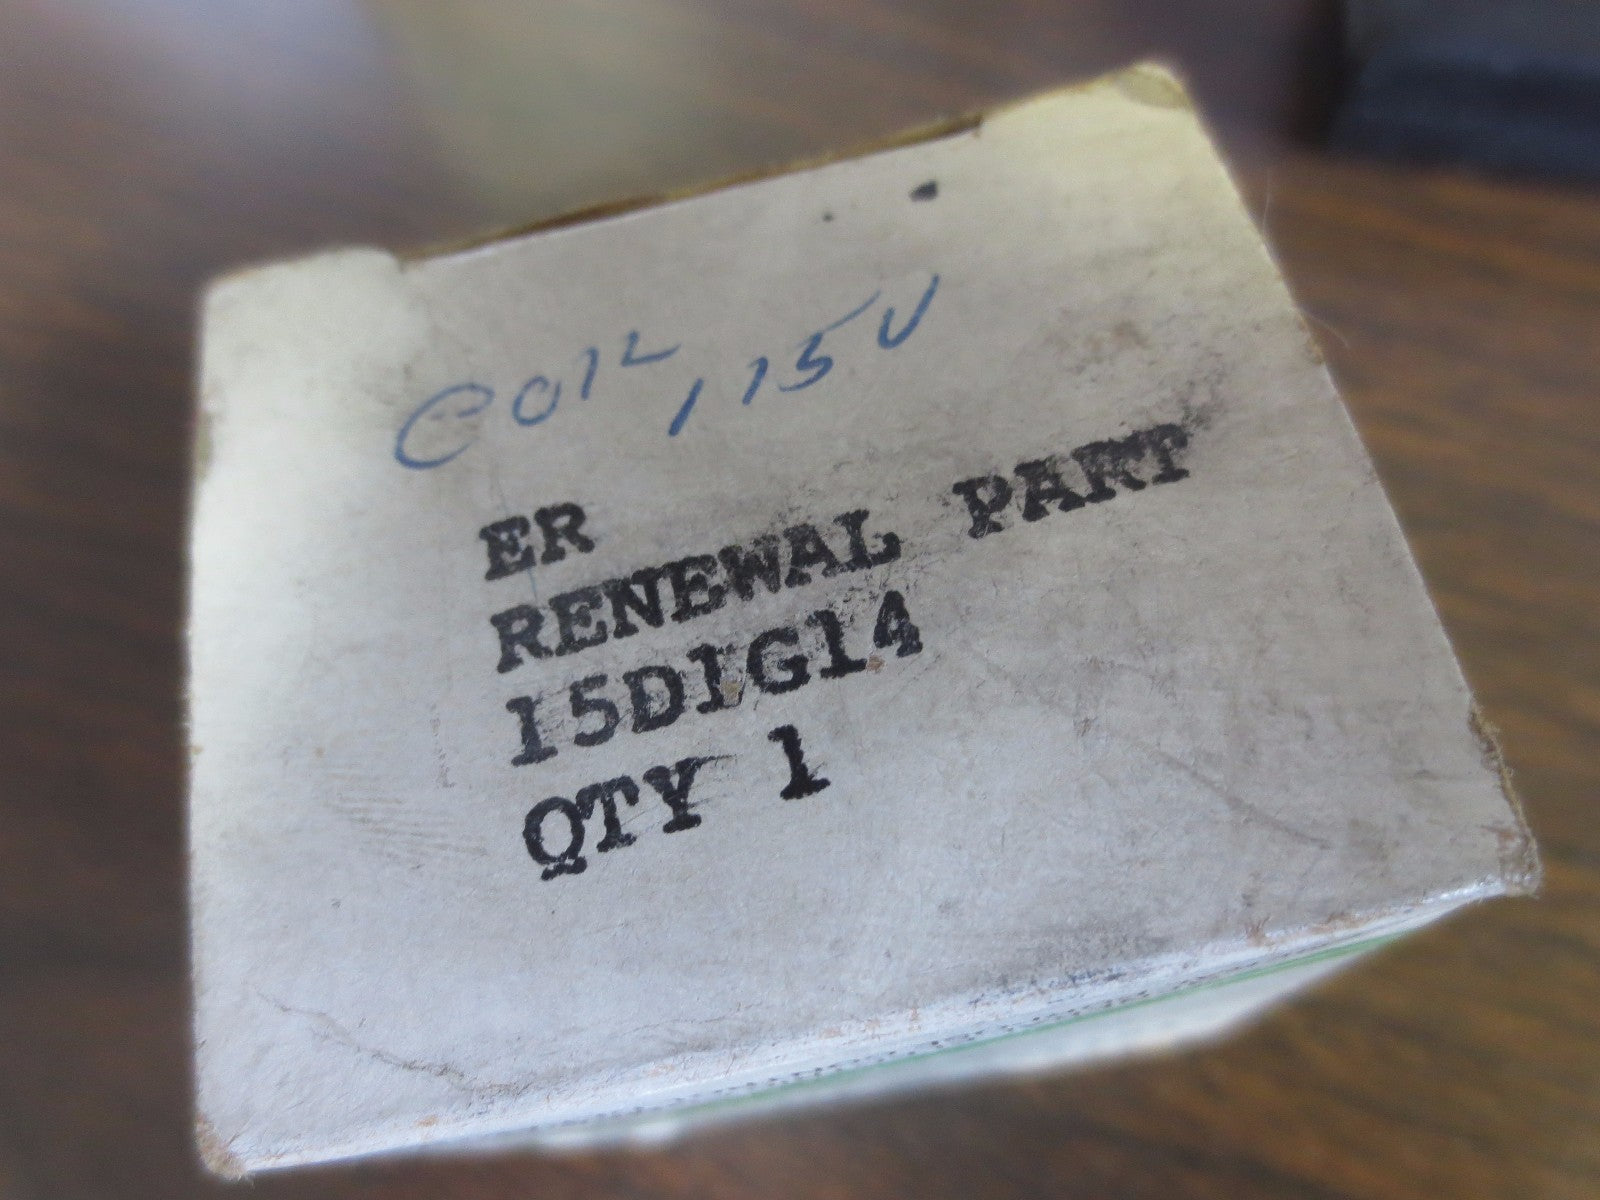 COIL, 115V
ER
RENEWAL PART
15D1G14
QTY 1